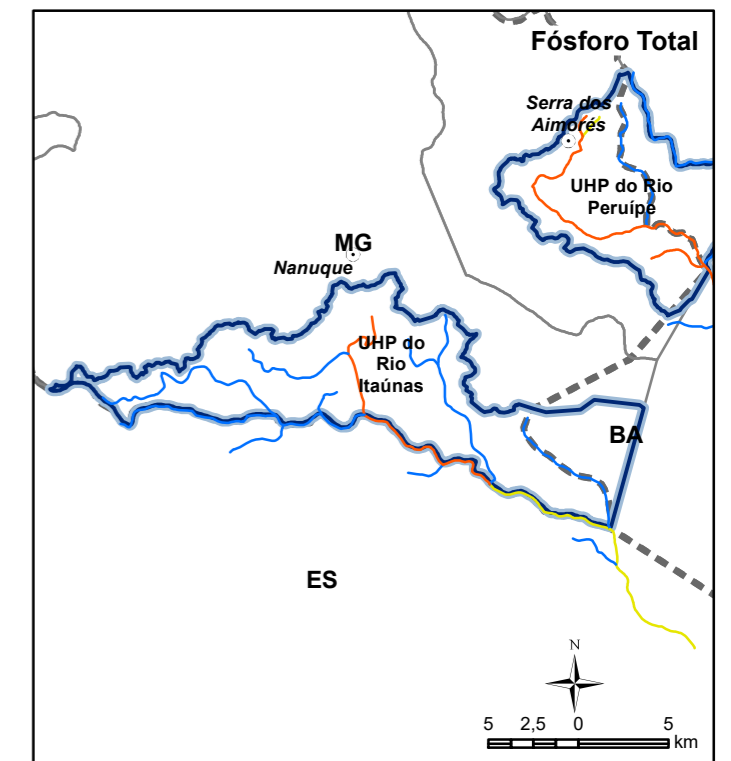 Fósforo Total
Serra dos
Aimorés
UHP do Rio
Peruípe
MG
Nanuque
UHP do
Rio
Itaúnas
BA
ES
N
5 2,5 0 5
km